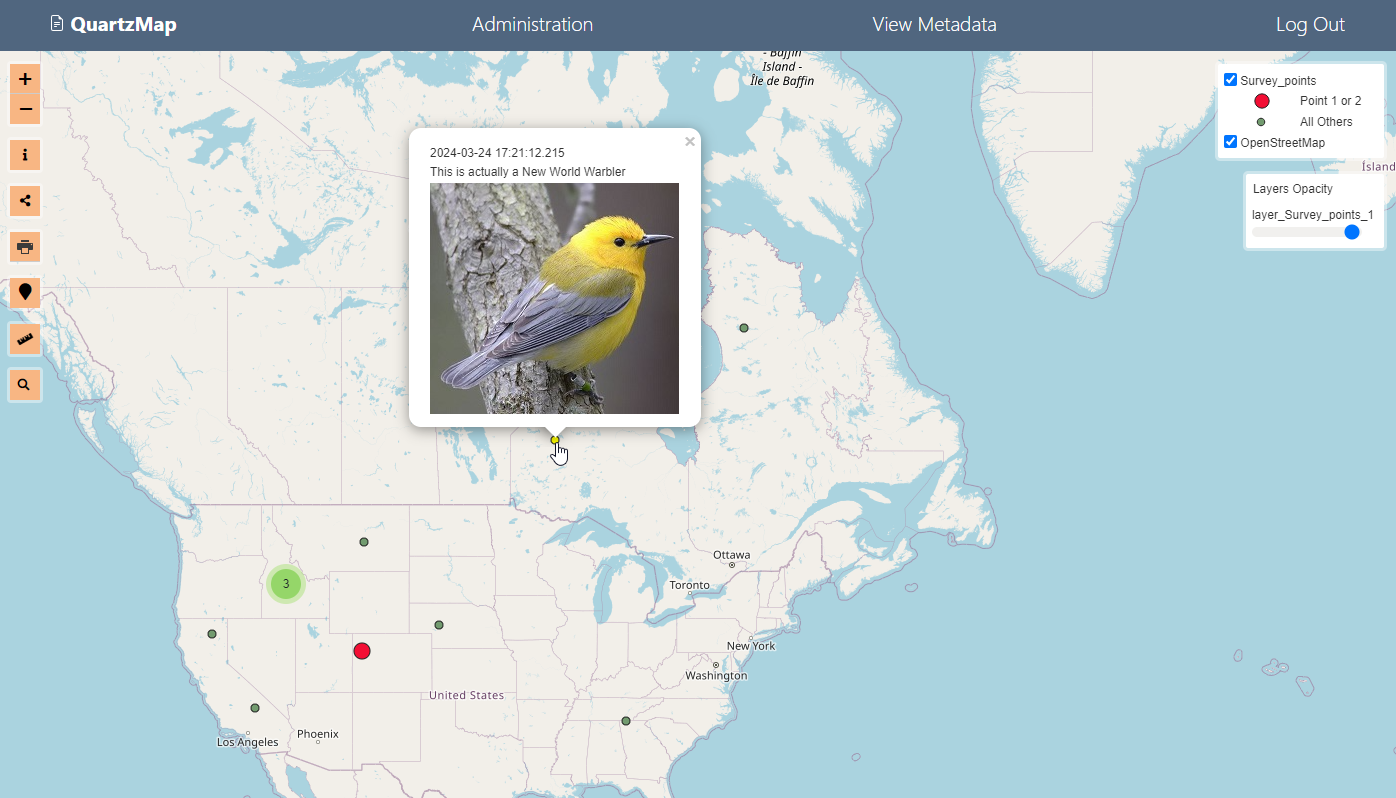 QuartzMap
Administration
View Metadata
Log Out
- Baffin
Island -
Île de Baffin
+
−
i
Survey_points
Point 1 or 2
All Others
OpenStreetMap
Ísland
Layers Opacity
layer_Survey_points_1
×
2024-03-24 17:21:12.215
This is actually a New World Warbler
Ottawa
Toronto
3
New York
Washington
United States
Phoenix
Los Angeles